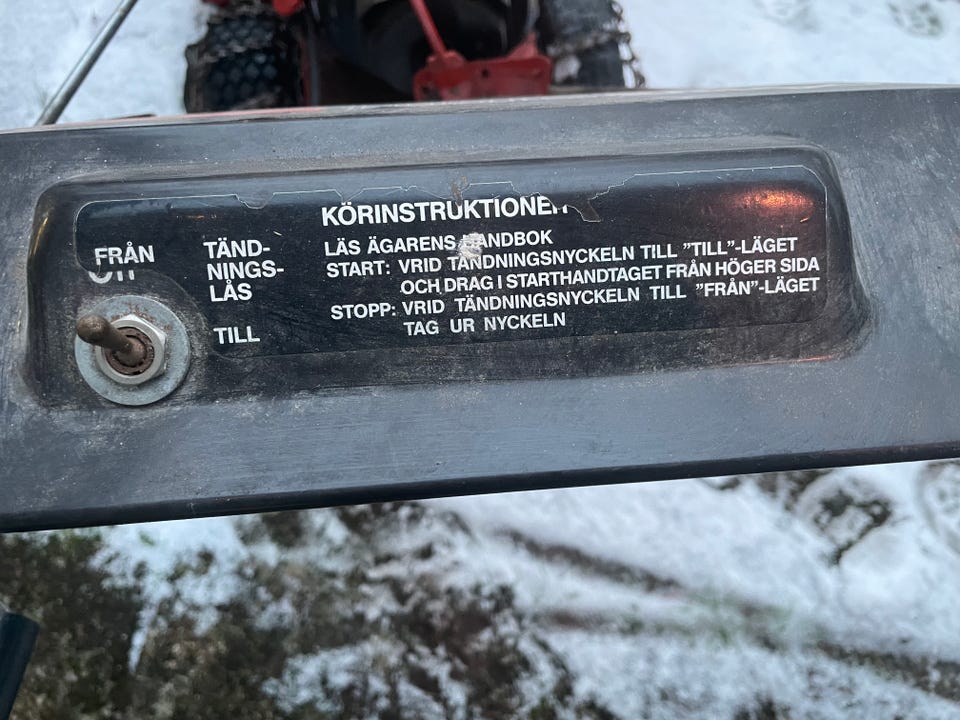 KÖRINSTRUKTIONER
FRÅN
Off
TÄND-
NINGS-
LÅS
TILL
LÄS ÄGARENS HANDBOK
START: VRID TÄNDNINGSNYCKELN TILL "TILL"-LÄGET
OCH DRAG I STARTHANDTAGET FRÅN HÖGER SIDA
STOPP: VRID TÄNDNINGSNYCKELN TILL "FRÅN"-LÄGET
TAG UR NYCKELN